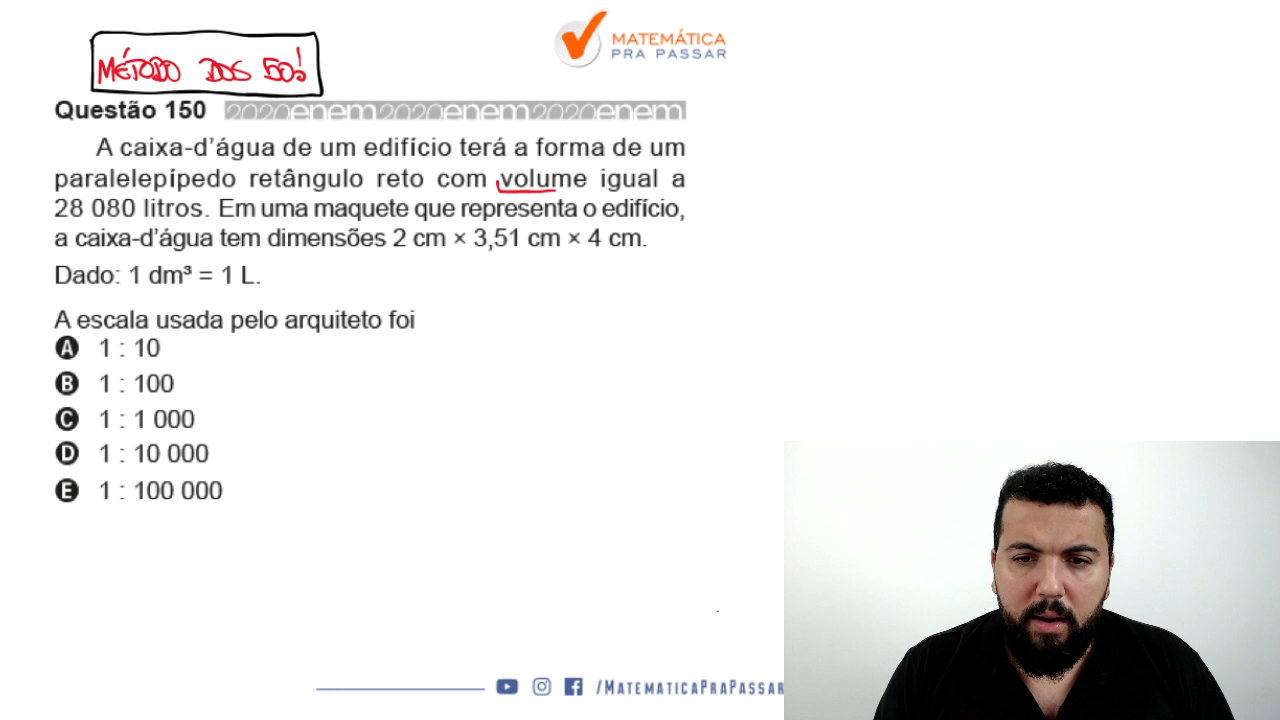 MATEMÁTICA
PRA PASSAR
MÉTODO DOS 50!
Questão 150 2020enem2020enem2020enem
A caixa-d’água de um edifício terá a forma de um
paralelepípedo retângulo reto com volume igual a
28 080 litros. Em uma maquete que representa o edifício,
a caixa-d’água tem dimensões 2 cm × 3,51 cm × 4 cm.
Dado: 1 dm³ = 1 L.
A escala usada pelo arquiteto foi
A 1 : 10
B 1 : 100
C 1 : 1 000
D 1 : 10 000
E 1 : 100 000
/MATEMATICAPRAPASSAR